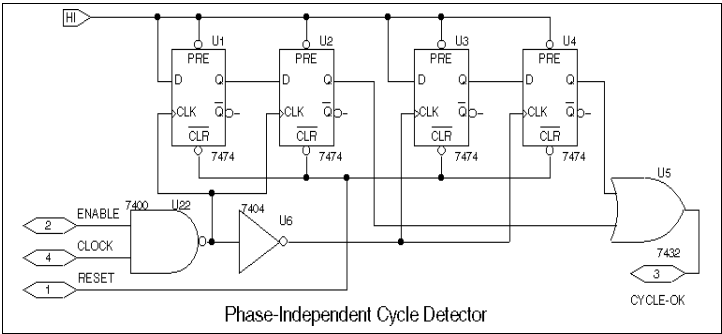 HI
U1
U2
U3
U4
PRE
PRE
PRE
PRE
D Q
D Q
D Q
D Q
CLK Q
CLK Q
CLK Q
CLK Q
CLR
CLR
CLR
CLR
7474
7474
7474
7474
U5
7400
U22
7404
U6
2
ENABLE
4
CLOCK
1
RESET
7432
3
CYCLE-OK
Phase-Independent Cycle Detector